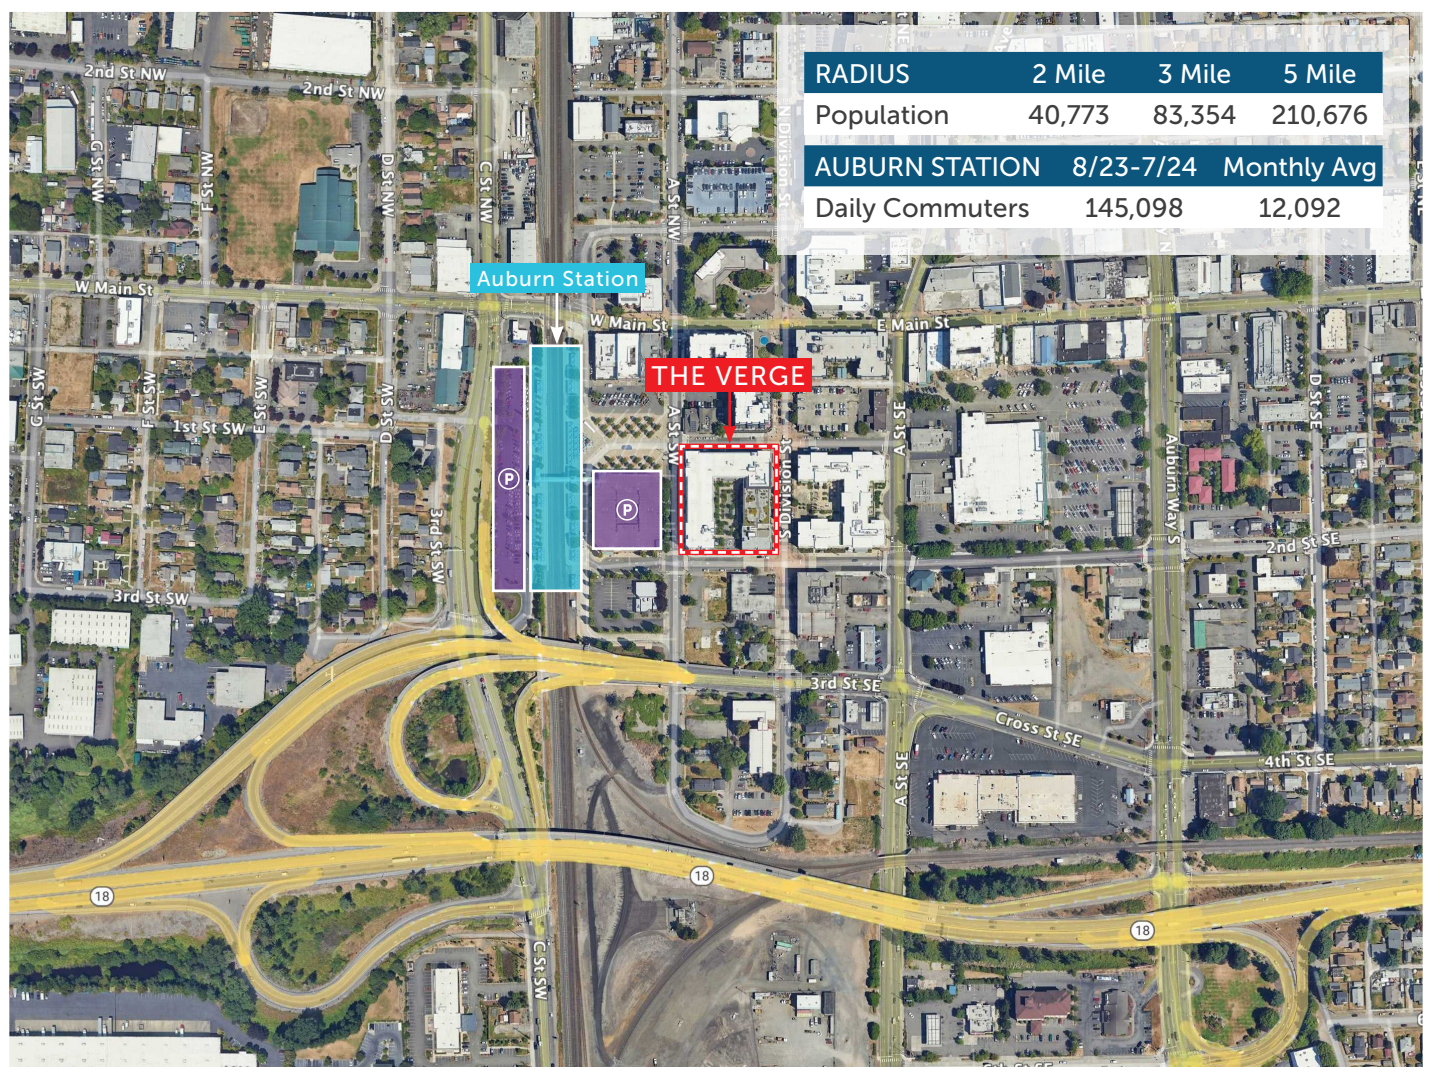 RADIUS 2 Mile 3 Mile 5 Mile
Population 40,773 83,354 210,676
AUBURN STATION 8/23-7/24 Monthly Avg
Daily Commuters 145,098 12,092
2nd St NW
2nd St NW
G St NW
F St NW
D St NW
C St NW
A St NW
N Division St
Auburn Station
W Main St
W Main St
E Main St
THE VERGE
G St SW
F St SW
E St SW
D St SW
1st St SW
A St SW
S Division St
A St SE
Auburn Way S
D St SE
P
P
3rd St SW
2nd St SE
3rd St SW
3rd St SE
Cross St SE
4th St SE
A St SE
18
18
18
C St SW